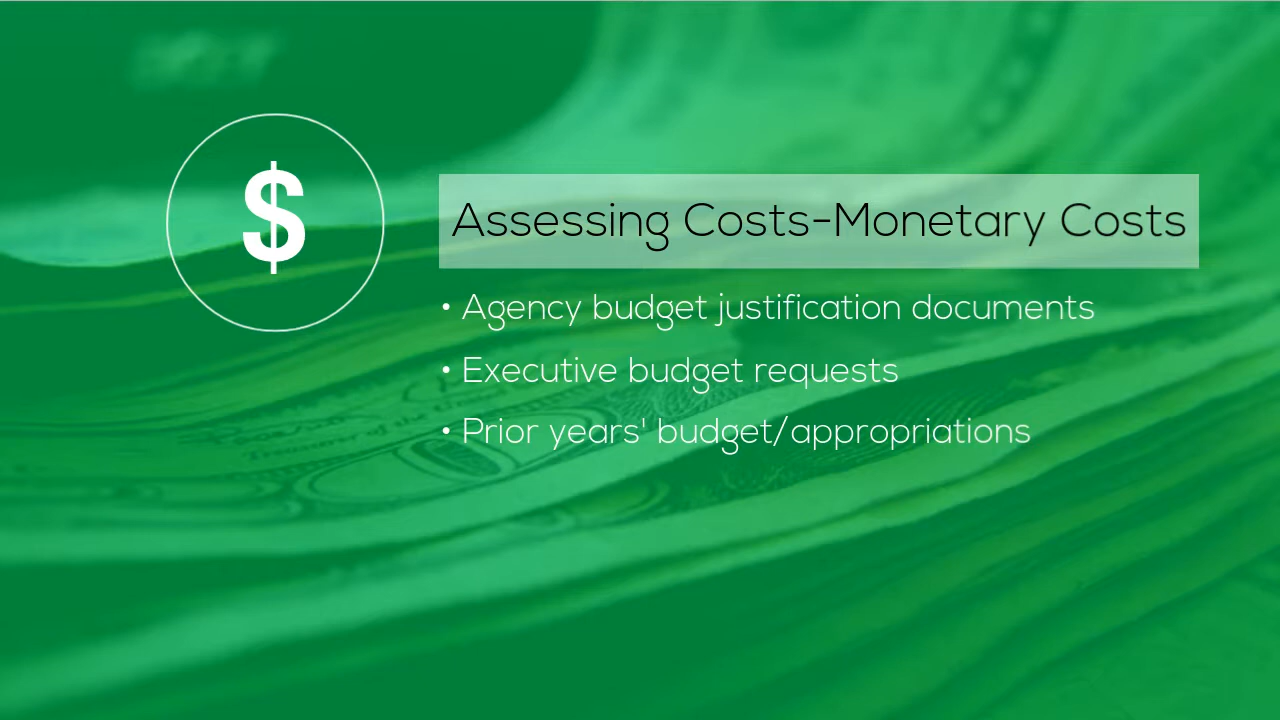 $
Assessing Costs-Monetary Costs
• Agency budget justification documents
• Executive budget requests
• Prior years' budget/appropriations